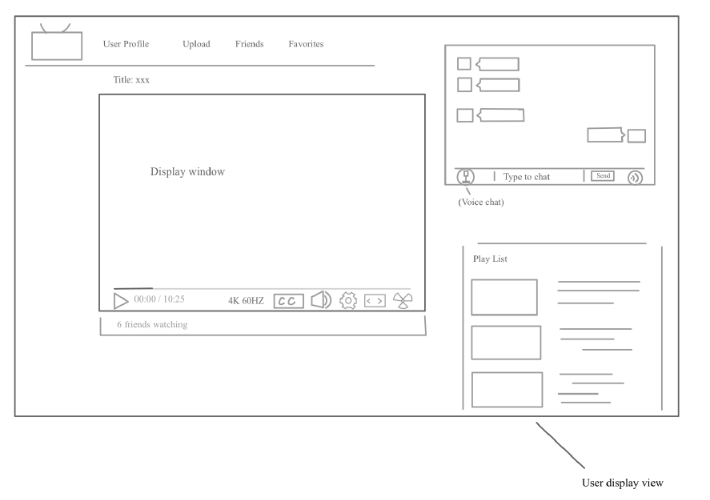 User Profile Upload Friends Favorites
Title: xxx
Display window
00:00 / 10:25 4K 60HZ CC
6 friends watching
Type to chat Send
(Voice chat)
Play List
User display view